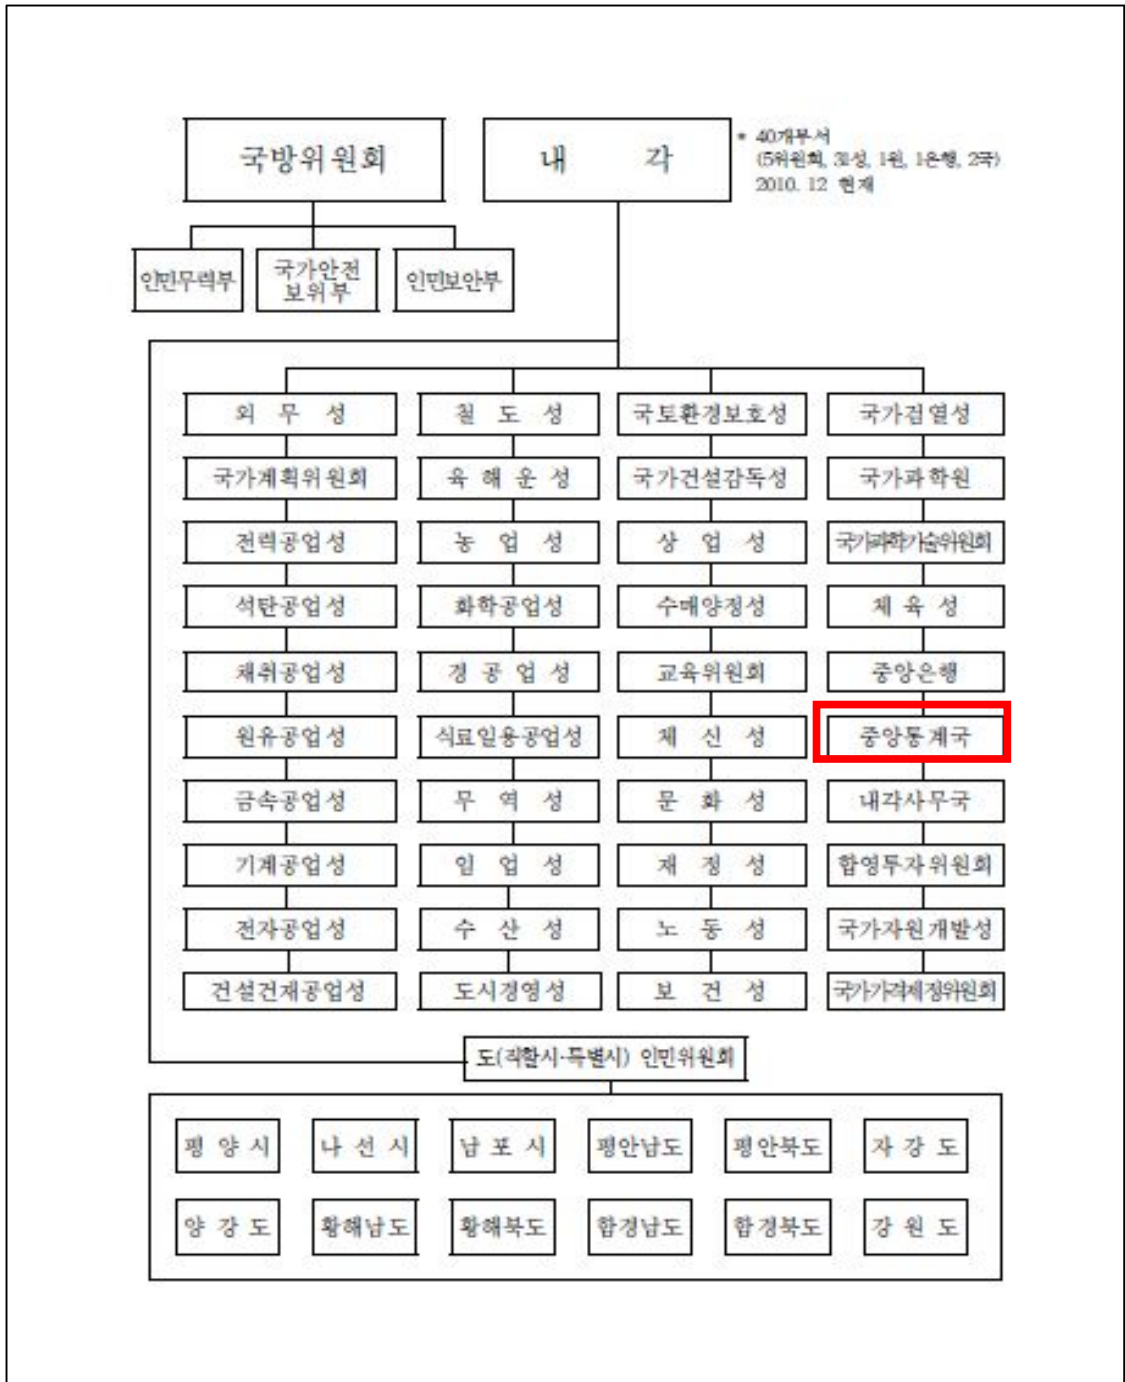 국방위원회
내 각
* 40개부서
(5위원회, 31성, 1원, 1은행, 2국)
2010. 12 현재
인민무력부
국가안전
보위부
인민보안부
외 무 성
철 도 성
국토환경보호성
국가검열성
국가계획위원회
육 해 운 성
국가건설감독성
국가과학원
전력공업성
농 업 성
상 업 성
국가과학기술위원회
석탄공업성
화학공업성
수매양정성
체 육 성
채취공업성
경 공 업 성
교육위원회
중앙은행
원유공업성
식료일용공업성
체 신 성
중앙통계국
금속공업성
무 역 성
문 화 성
내각사무국
기계공업성
임 업 성
재 정 성
합영투자위원회
전자공업성
수 산 성
노 동 성
국가자원개발성
건설건재공업성
도시경영성
보 건 성
국가가격제정위원회
도(직할시·특별시) 인민위원회
평 양 시
나 선 시
남 포 시
평안남도
평안북도
자 강 도
양 강 도
황해남도
황해북도
함경남도
함경북도
강 원 도